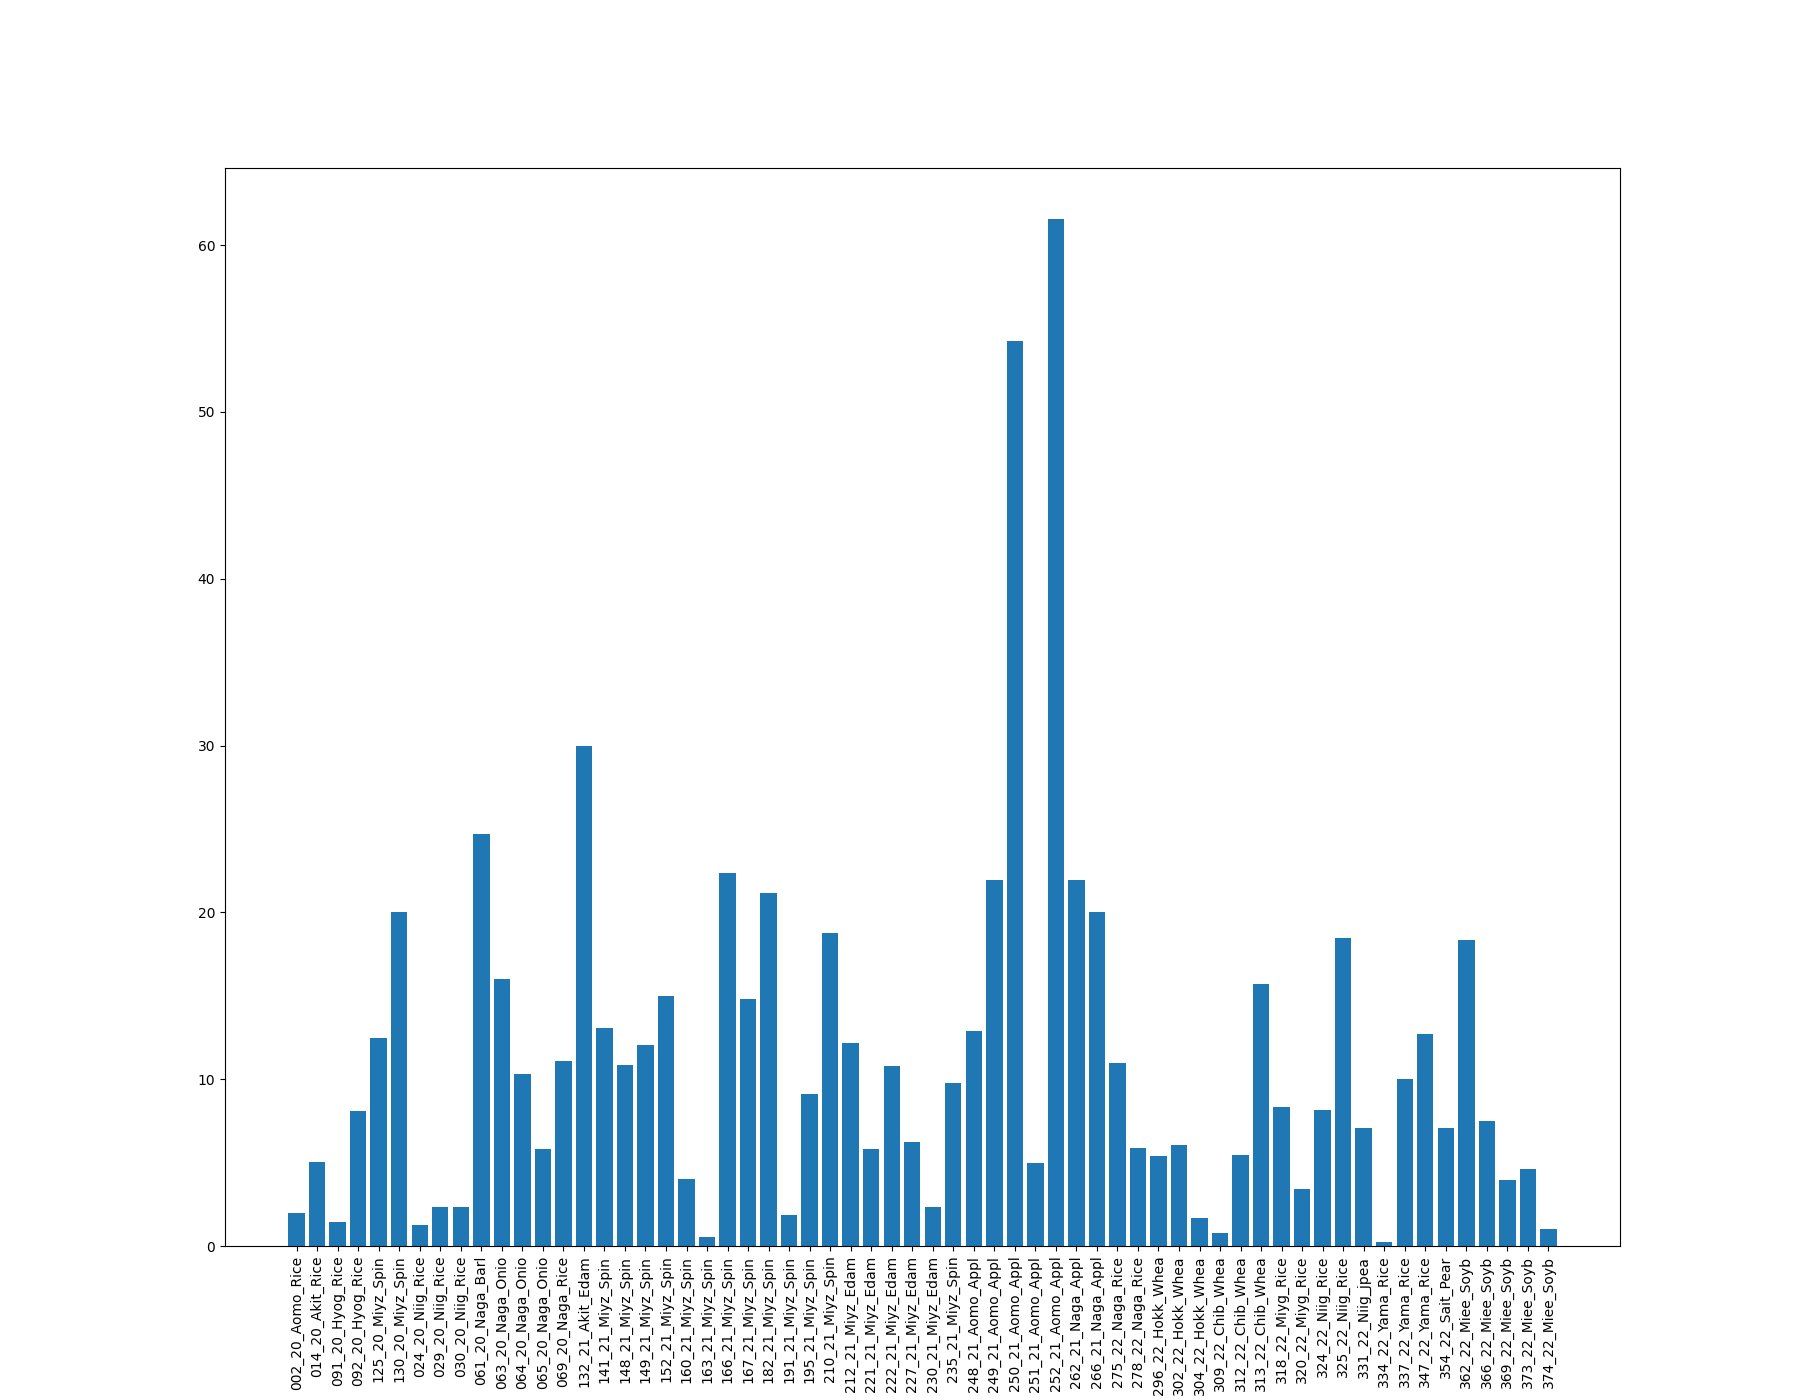 60
50
40
30
20
10
0
002_20_Aomo_Rice
014_20_Akit_Rice
091_20_Hyog_Rice
092_20_Hyog_Rice
125_20_Miyz_Spin
130_20_Miyz_Spin
024_20_Niig_Rice
029_20_Niig_Rice
030_20_Niig_Rice
061_20_Naga_Barl
063_20_Naga_Onio
064_20_Naga_Onio
065_20_Naga_Onio
069_20_Naga_Rice
132_21_Akit_Edam
141_21_Miyz_Spin
148_21_Miyz_Spin
149_21_Miyz_Spin
152_21_Miyz_Spin
160_21_Miyz_Spin
163_21_Miyz_Spin
166_21_Miyz_Spin
167_21_Miyz_Spin
182_21_Miyz_Spin
191_21_Miyz_Spin
195_21_Miyz_Spin
210_21_Miyz_Spin
212_21_Miyz_Edam
221_21_Miyz_Edam
222_21_Miyz_Edam
227_21_Miyz_Edam
230_21_Miyz_Edam
235_21_Miyz_Spin
248_21_Aomo_Appl
249_21_Aomo_Appl
250_21_Aomo_Appl
251_21_Aomo_Appl
252_21_Aomo_Appl
262_21_Naga_Appl
266_21_Naga_Appl
275_22_Naga_Rice
278_22_Naga_Rice
296_22_Hokk_Whea
302_22_Hokk_Whea
304_22_Hokk_Whea
309_22_Chib_Whea
312_22_Chib_Whea
313_22_Chib_Whea
318_22_Miyg_Rice
320_22_Miyg_Rice
324_22_Niig_Rice
325_22_Niig_Rice
331_22_Niig_jpea
334_22_Yama_Rice
337_22_Yama_Rice
347_22_Yama_Rice
354_22_Sait_Pear
362_22_Miee_Soyb
366_22_Miee_Soyb
369_22_Miee_Soyb
373_22_Miee_Soyb
374_22_Miee_Soyb